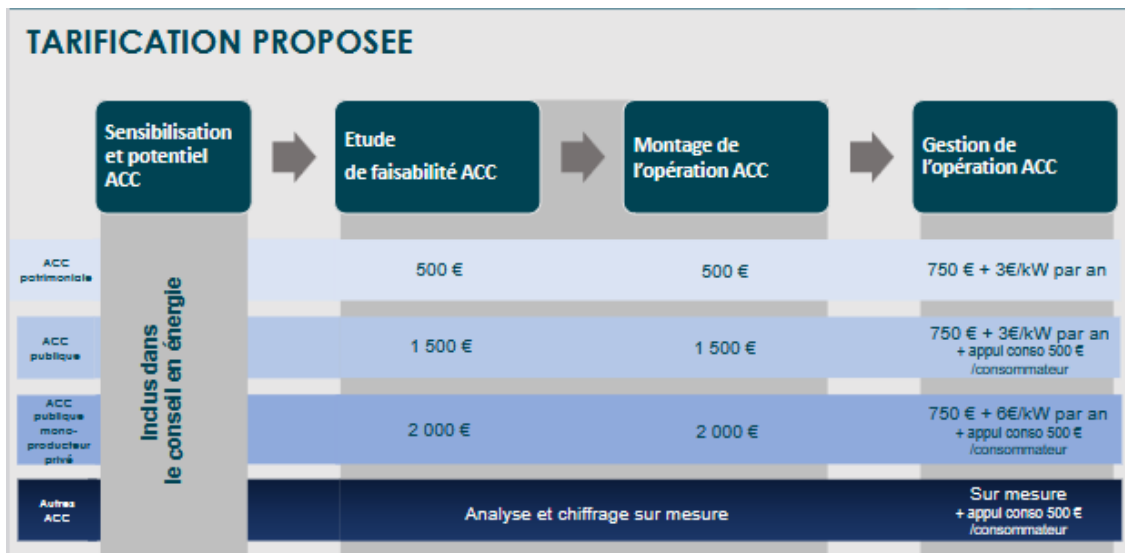 TARIFICATION PROPOSEE
Sensibilisation
et potentiel
ACC
Etude
de faisabilité ACC
Montage de
l'opération ACC
Gestion de
l'opération ACC
Inclus dans
le conseil en énergie
ACC
patrimoniale
500 €
500 €
750 € + 3€/kW par an
ACC
publique
1 500 €
1 500 €
750 € + 3€/kW par an
+ appui conso 500 €
/consommateur
ACC
publique
mono-
producteur
privé
2 000 €
2 000 €
750 € + 6€/kW par an
+ appui conso 500 €
/consommateur
Autres
ACC
Analyse et chiffrage sur mesure
Sur mesure
+ appui conso 500 €
/consommateur